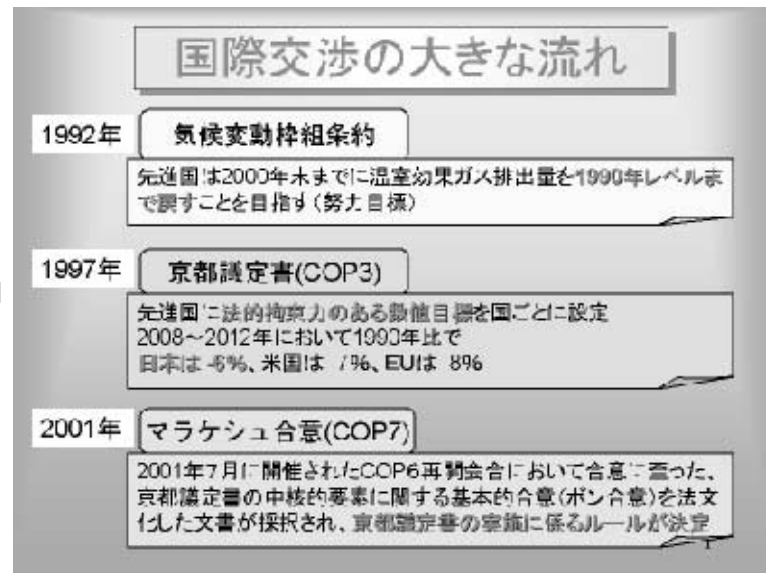 国際交渉の大きな流れ
1992年 気候変動枠組条約
先進国は2000年末までに温室効果ガス排出量を1990年レベルま
で戻すことを目指す(努力目標)
1997年 京都議定書(COP3)
先進国に法的拘束力のある数値目標を国ごとに設定
2008~2012年において1990年比で
日本は -6%、米国は -7%、EUは -8%
2001年 マラケシュ合意(COP7)
2001年7月に開催されたCOP6再開会合において合意に至った、
京都議定書の中核的要素に関する基本的合意(ボン合意)を法文
化した文書が採択され、京都議定書の実施に係るルールが決定